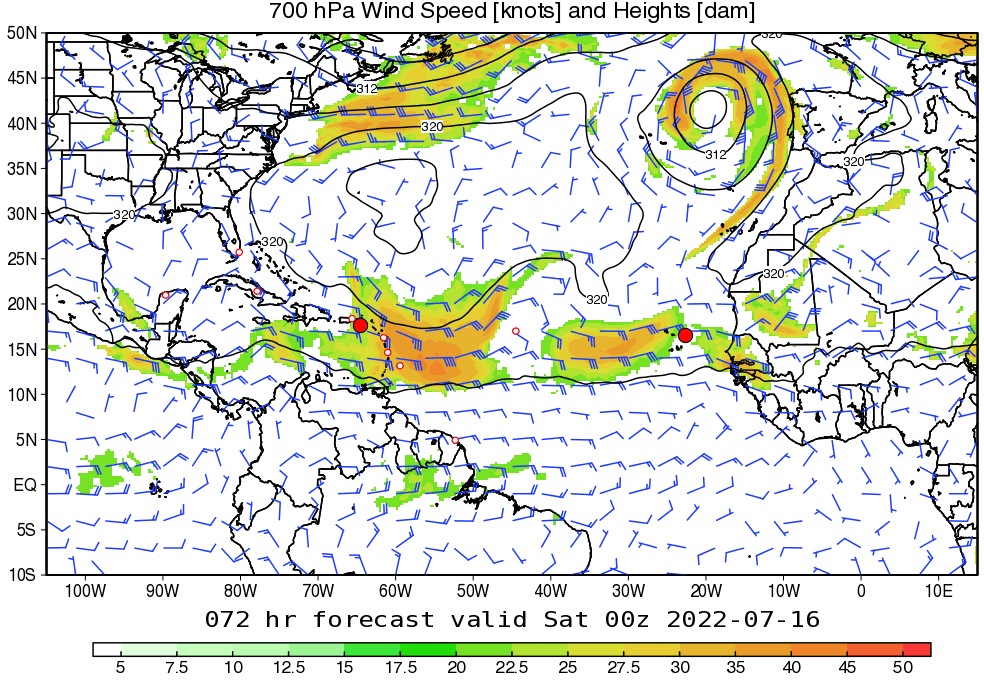 700 hPa Wind Speed [knots] and Heights [dam]
50N
320
45N
312
40N
320
312
35N
320
30N
320
25N
320
320
20N
320
15N
10N
5N
EQ
5S
10S
100W 90W 80W 70W 60W 50W 40W 30W 20W 10W 0 10E
072 hr forecast valid Sat 00z 2022-07-16
5 7.5 10 12.5 15 17.5 20 22.5 25 27.5 30 35 40 45 50